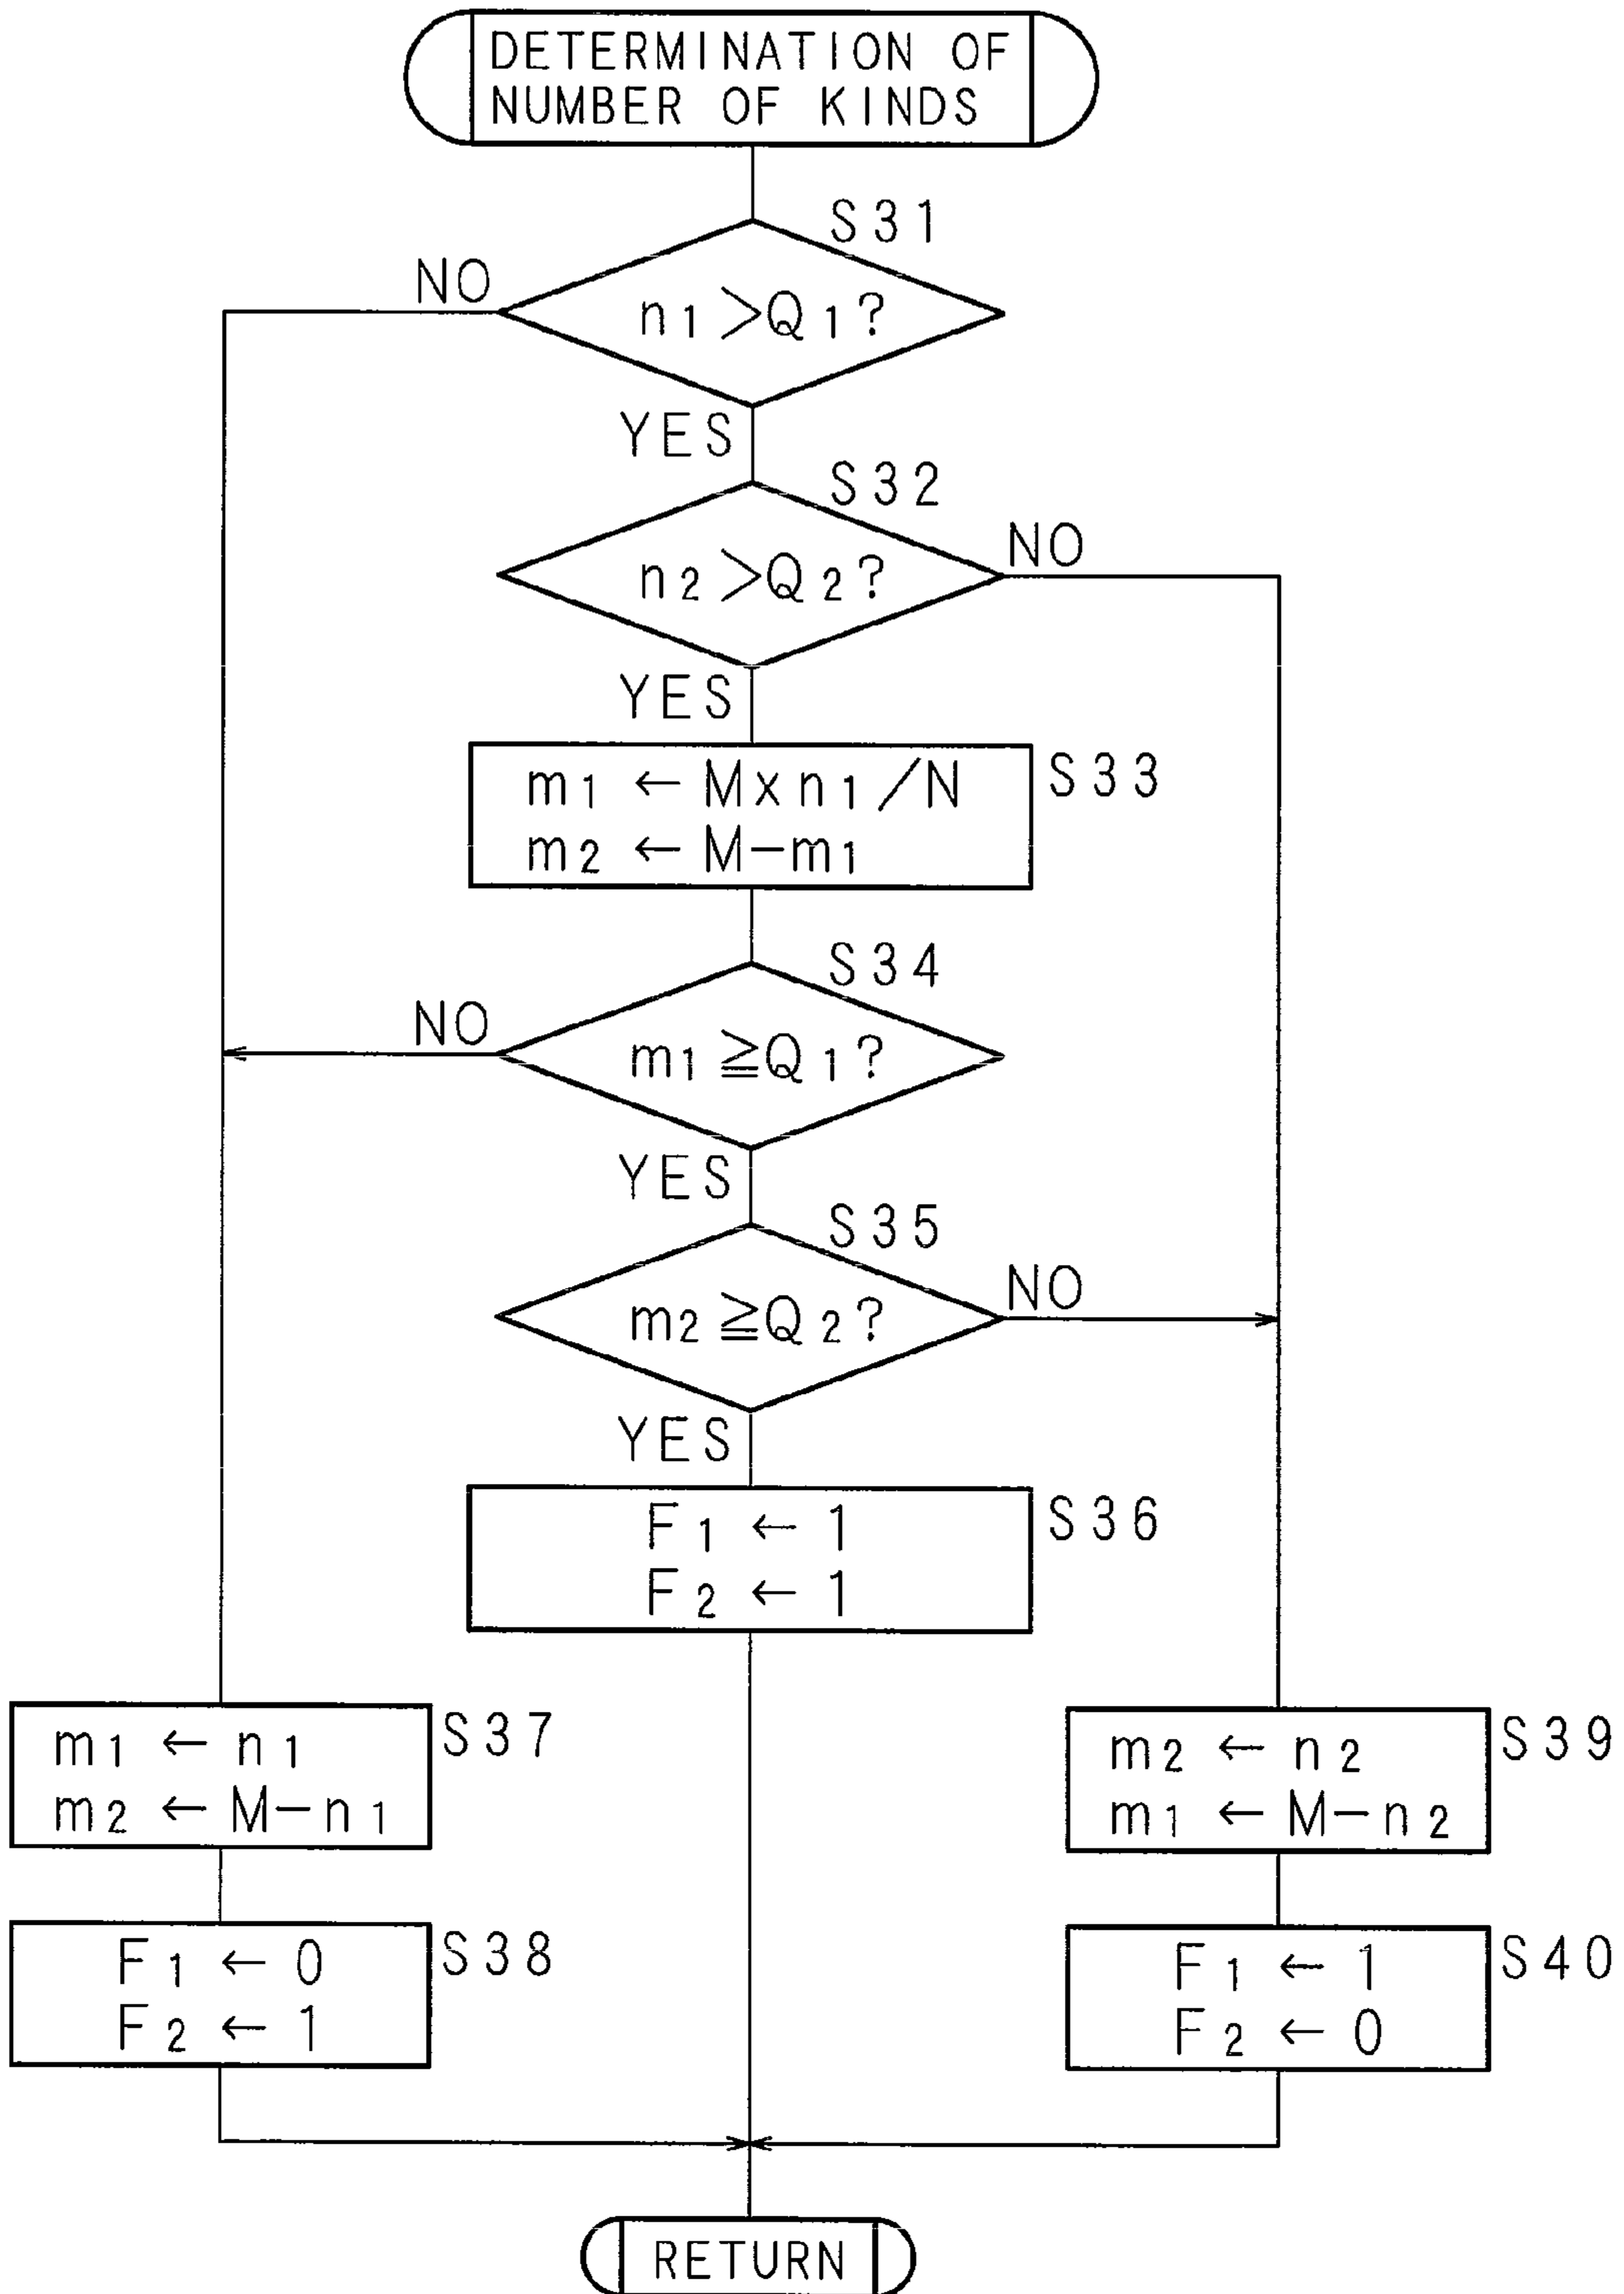 DETERMINATION OF
NUMBER OF KINDS
S31
NO
n1>Q1?
YES
S32
NO
n2>Q2?
YES
S33
m1 ← M×n1/N
m2 ← M-m1
S34
NO
m1≧Q1?
YES
S35
NO
m2≧Q2?
YES
S36
F1 ← 1
F2 ← 1
S37
m1 ← n1
m2 ← M-n1
S39
m2 ← n2
m1 ← M-n2
S38
F1 ← 0
F2 ← 1
S40
F1 ← 1
F2 ← 0
RETURN